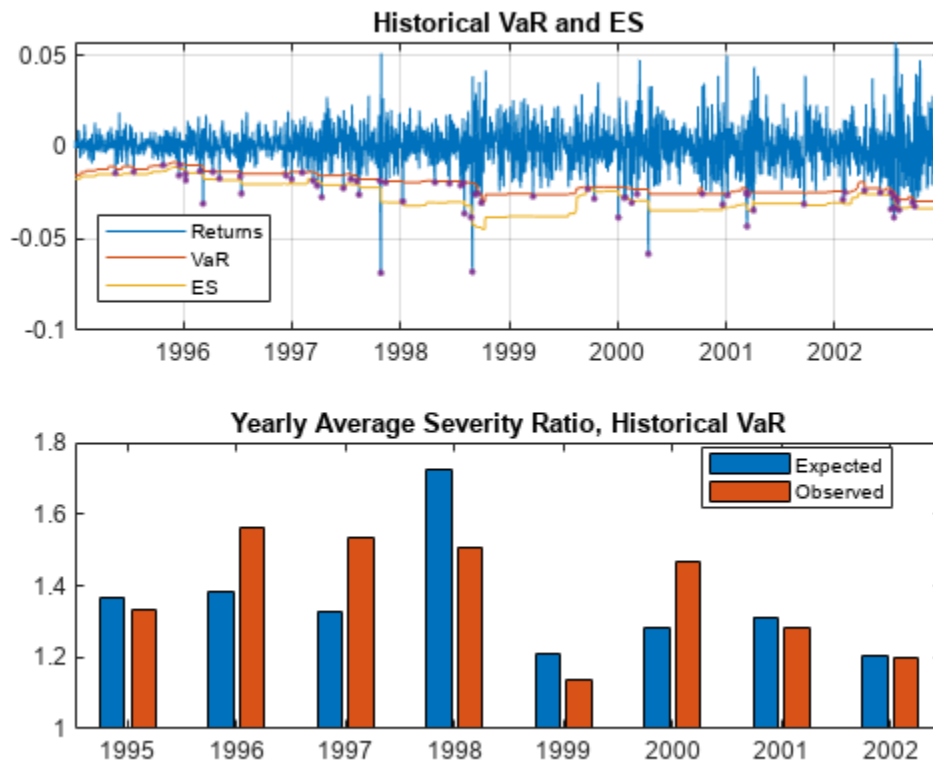 Historical VaR and ES
0.05
0
-0.05
-0.1
Returns
VaR
ES
1996 1997 1998 1999 2000 2001 2002
Yearly Average Severity Ratio, Historical VaR
1.8
1.6
1.4
1.2
1
Expected
Observed
1995 1996 1997 1998 1999 2000 2001 2002